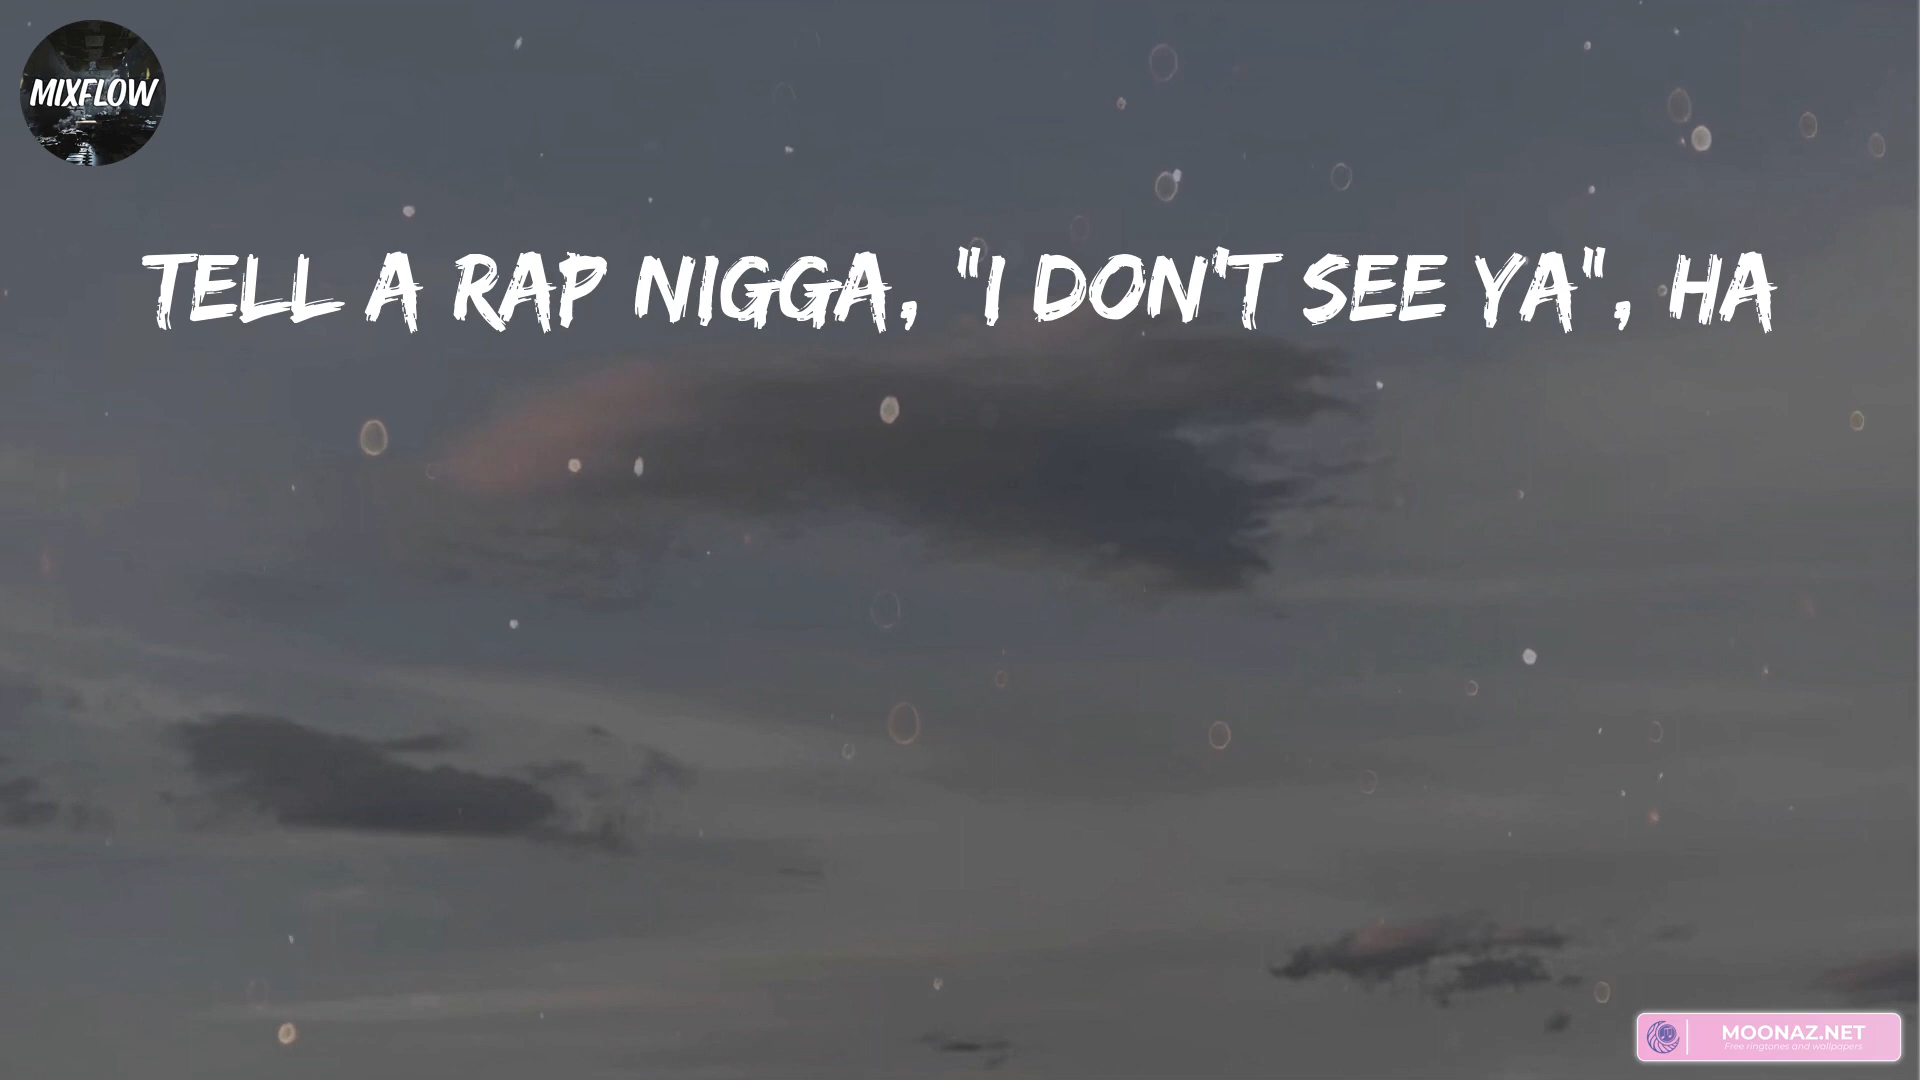 MIXFLOW
TELL A RAP NIGGA, "I DON'T SEE YA", HA
MOONAZ.NET
Free ringtones and wallpapers